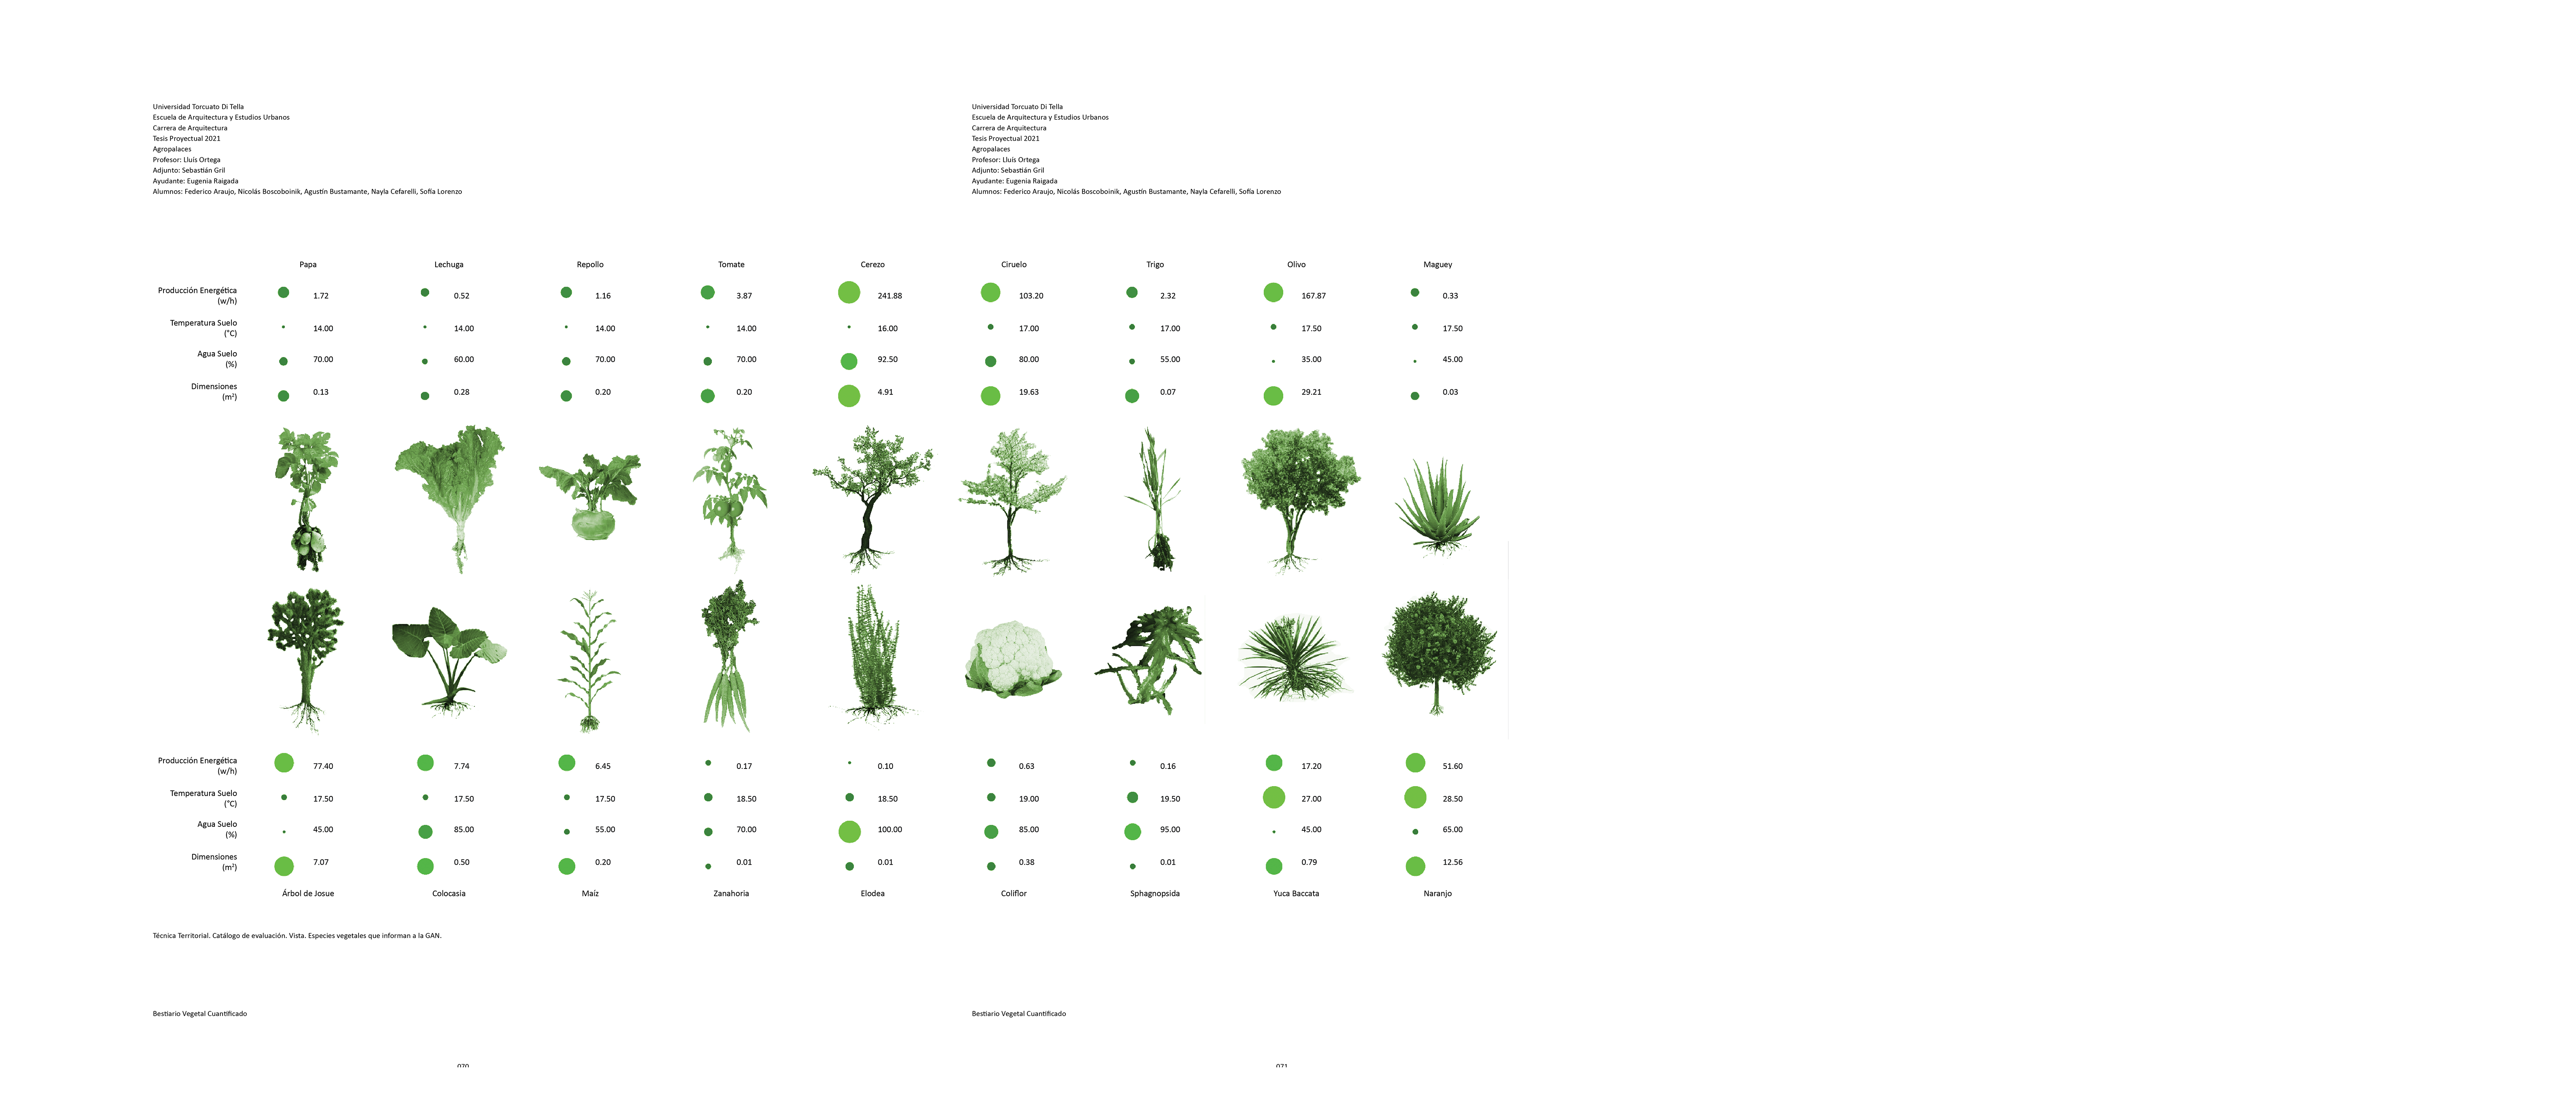 Universidad Torcuato Di Tella
Escuela de Arquitectura y Estudios Urbanos
Carrera de Arquitectura
Tesis Proyectual 2021
Agropalaces
Profesor: Lluís Ortega
Adjunto: Sebastián Gril
Ayudante: Eugenia Raigada
Alumnos: Federico Araujo, Nicolás Boscoboinik, Agustín Bustamante, Nayla Cefarelli, Sofía Lorenzo
Universidad Torcuato Di Tella
Escuela de Arquitectura y Estudios Urbanos
Carrera de Arquitectura
Tesis Proyectual 2021
Agropalaces
Profesor: Lluís Ortega
Adjunto: Sebastián Gril
Ayudante: Eugenia Raigada
Alumnos: Federico Araujo, Nicolás Boscoboinik, Agustín Bustamante, Nayla Cefarelli, Sofía Lorenzo
Papa Lechuga Repollo Tomate Cerezo Ciruelo Trigo Olivo Maguey
Producción Energética
(w/h)
1.72 0.52 1.16 3.87 241.88 103.20 2.32 167.87 0.33
Temperatura Suelo
(°C)
14.00 14.00 14.00 14.00 16.00 17.00 17.00 17.50 17.50
Agua Suelo
(%)
70.00 60.00 70.00 70.00 92.50 80.00 55.00 35.00 45.00
Dimensiones
(m²)
0.13 0.28 0.20 0.20 4.91 19.63 0.07 29.21 0.03
Producción Energética
(w/h)
77.40 7.74 6.45 0.17 0.10 0.63 0.16 17.20 51.60
Temperatura Suelo
(°C)
17.50 17.50 17.50 18.50 18.50 19.00 19.50 27.00 28.50
Agua Suelo
(%)
45.00 85.00 55.00 70.00 100.00 85.00 95.00 45.00 65.00
Dimensiones
(m²)
7.07 0.50 0.20 0.01 0.01 0.38 0.01 0.79 12.56
Árbol de Josue Colocasia Maíz Zanahoria Elodea Coliflor Sphagnopsida Yuca Baccata Naranjo
Técnica Territorial. Catálogo de evaluación. Vista. Especies vegetales que informan a la GAN.
Bestiario Vegetal Cuantificado
Bestiario Vegetal Cuantificado
070
071